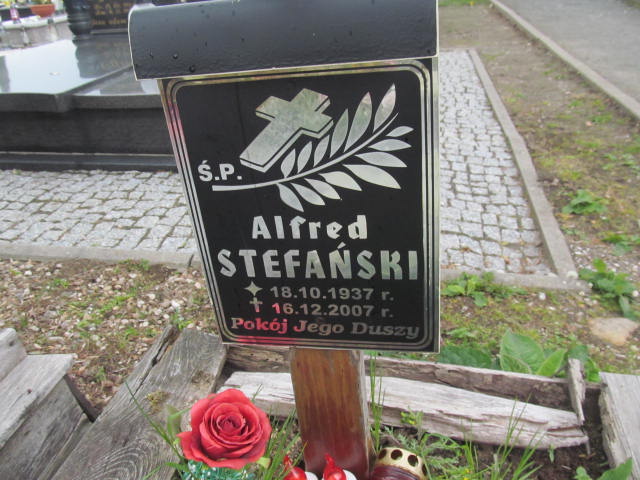 Ś.P.
Alfred
STEFAŃSKI
18.10.1937 r.
16.12.2007 r.
Pokój Jego Duszy